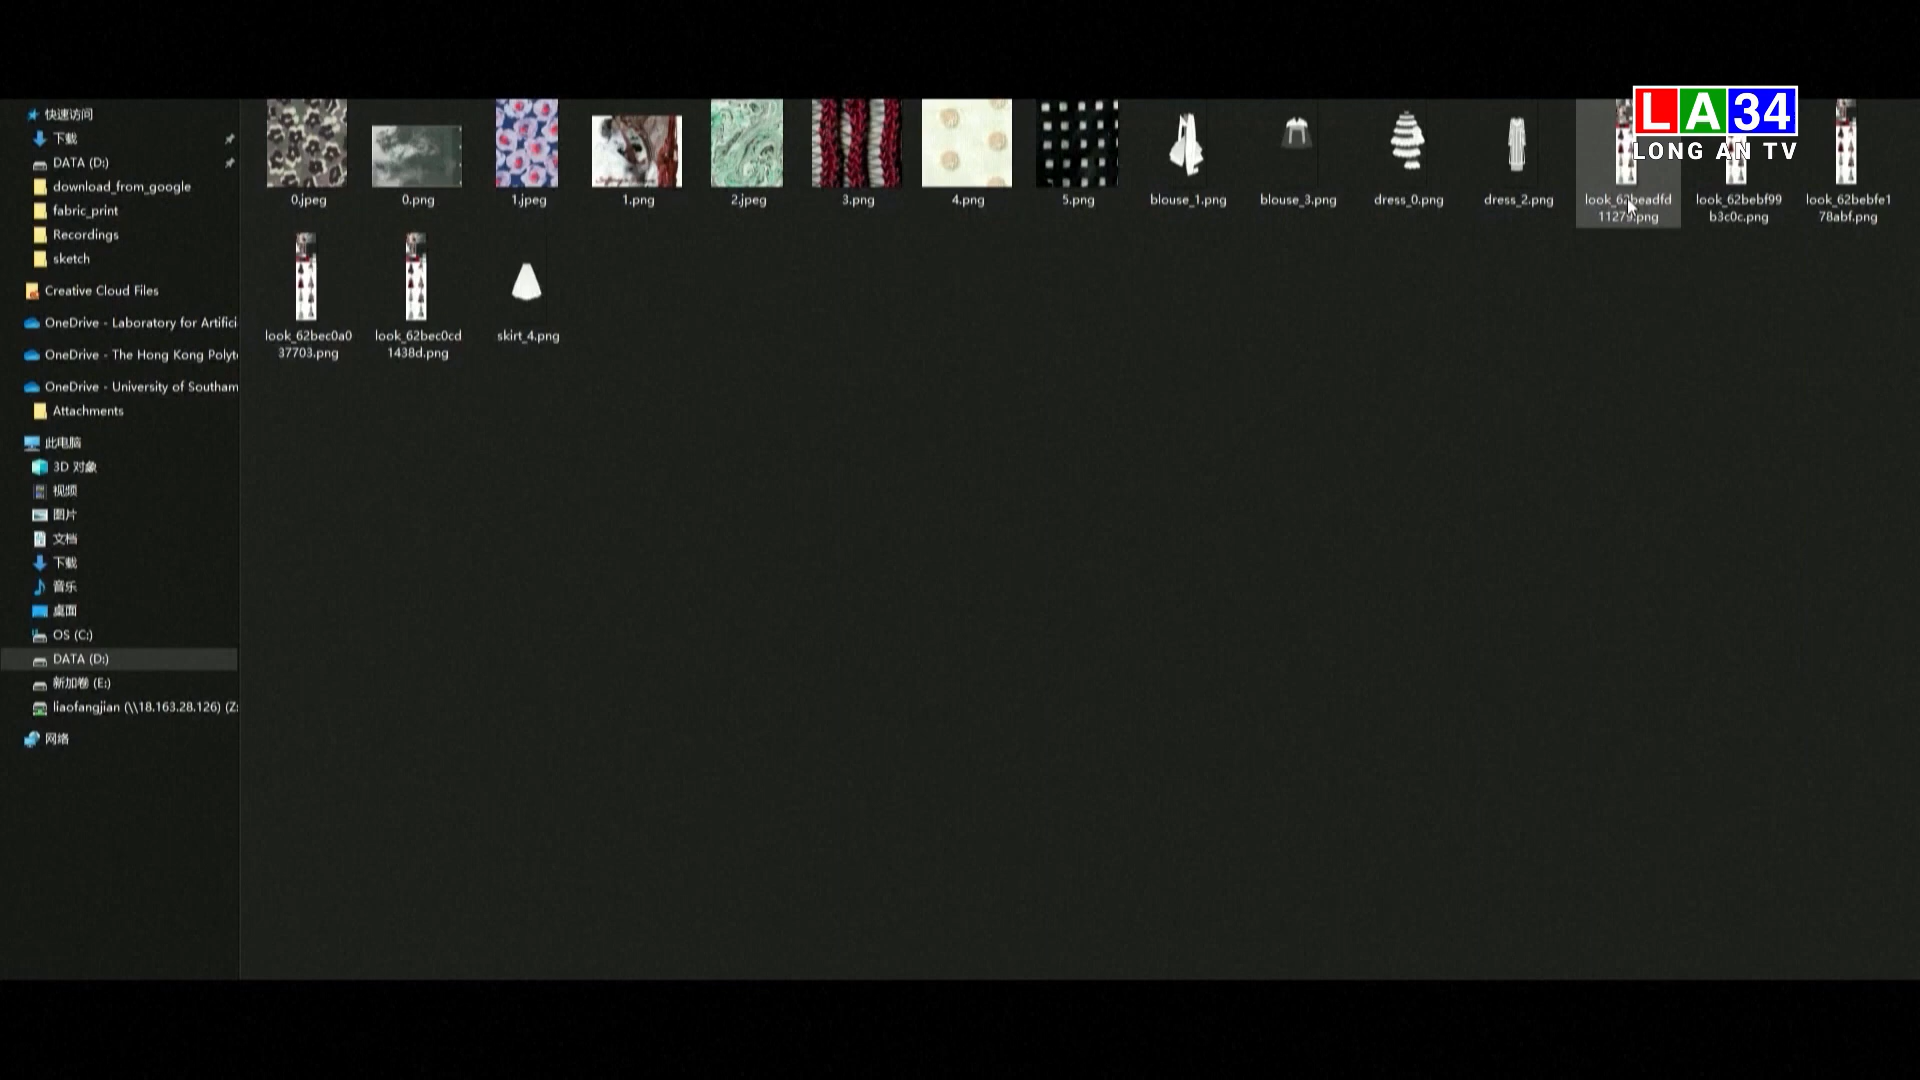 LA34
LONG AN TV
快速访问
下载
DATA (D:)
download_from_google
fabric_print
Recordings
sketch
Creative Cloud Files
OneDrive - Laboratory for Artifici
OneDrive - The Hong Kong Polyt
OneDrive - University of Southam
Attachments
此电脑
3D 对象
视频
图片
文档
下载
音乐
桌面
OS (C:)
DATA (D:)
新加卷 (E:)
liaofangjian (\\18.163.28.126) (Z:
网络
0.jpeg
0.png
1.jpeg
1.png
2.jpeg
3.png
4.png
5.png
blouse_1.png
blouse_3.png
dress_0.png
dress_2.png
look_62beadfd
11279.png
look_62bebf99
b3c0c.png
look_62bebfe1
78abf.png
look_62bec0a0
37703.png
look_62bec0cd
1438d.png
skirt_4.png